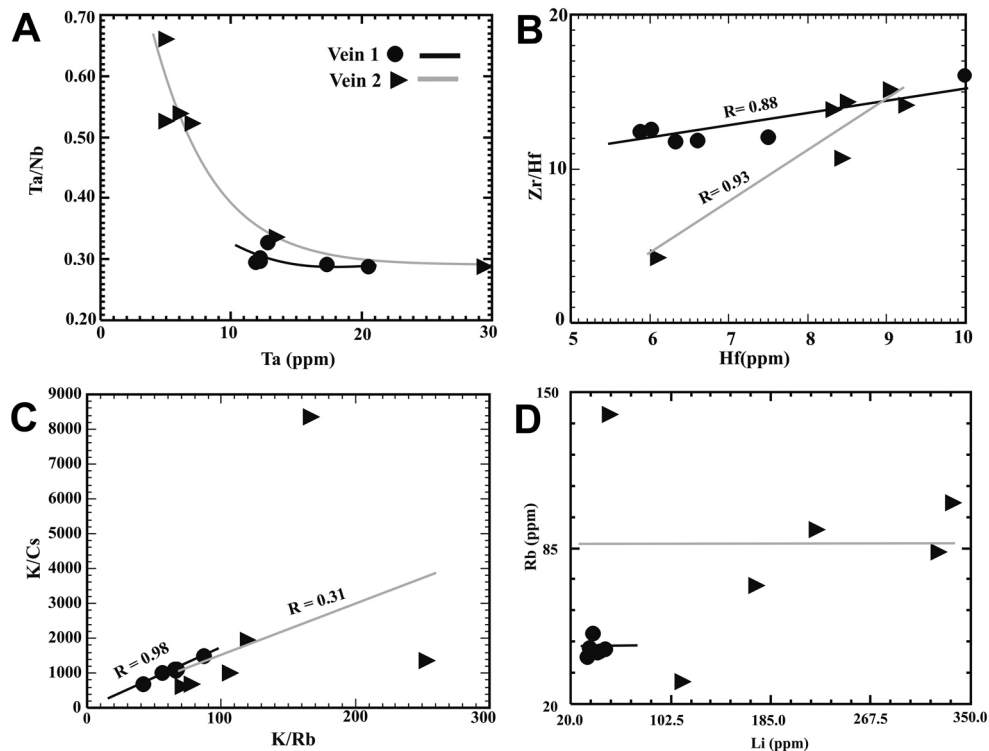 A
0.70
0.60
0.50
0.40
0.30
0.20
Ta/Nb
Vein 1
Vein 2
0
10
20
30
Ta (ppm)
B
20
10
0
Zr/Hf
R = 0.88
R= 0.93
5
6
7
8
9
10
Hf(ppm)
C
9000
8000
7000
6000
5000
4000
3000
2000
1000
0
K/Cs
R = 0.98
R = 0.31
0
100
200
300
K/Rb
D
150
85
20
Rb (ppm)
20.0
102.5
185.0
267.5
350.0
Li (ppm)